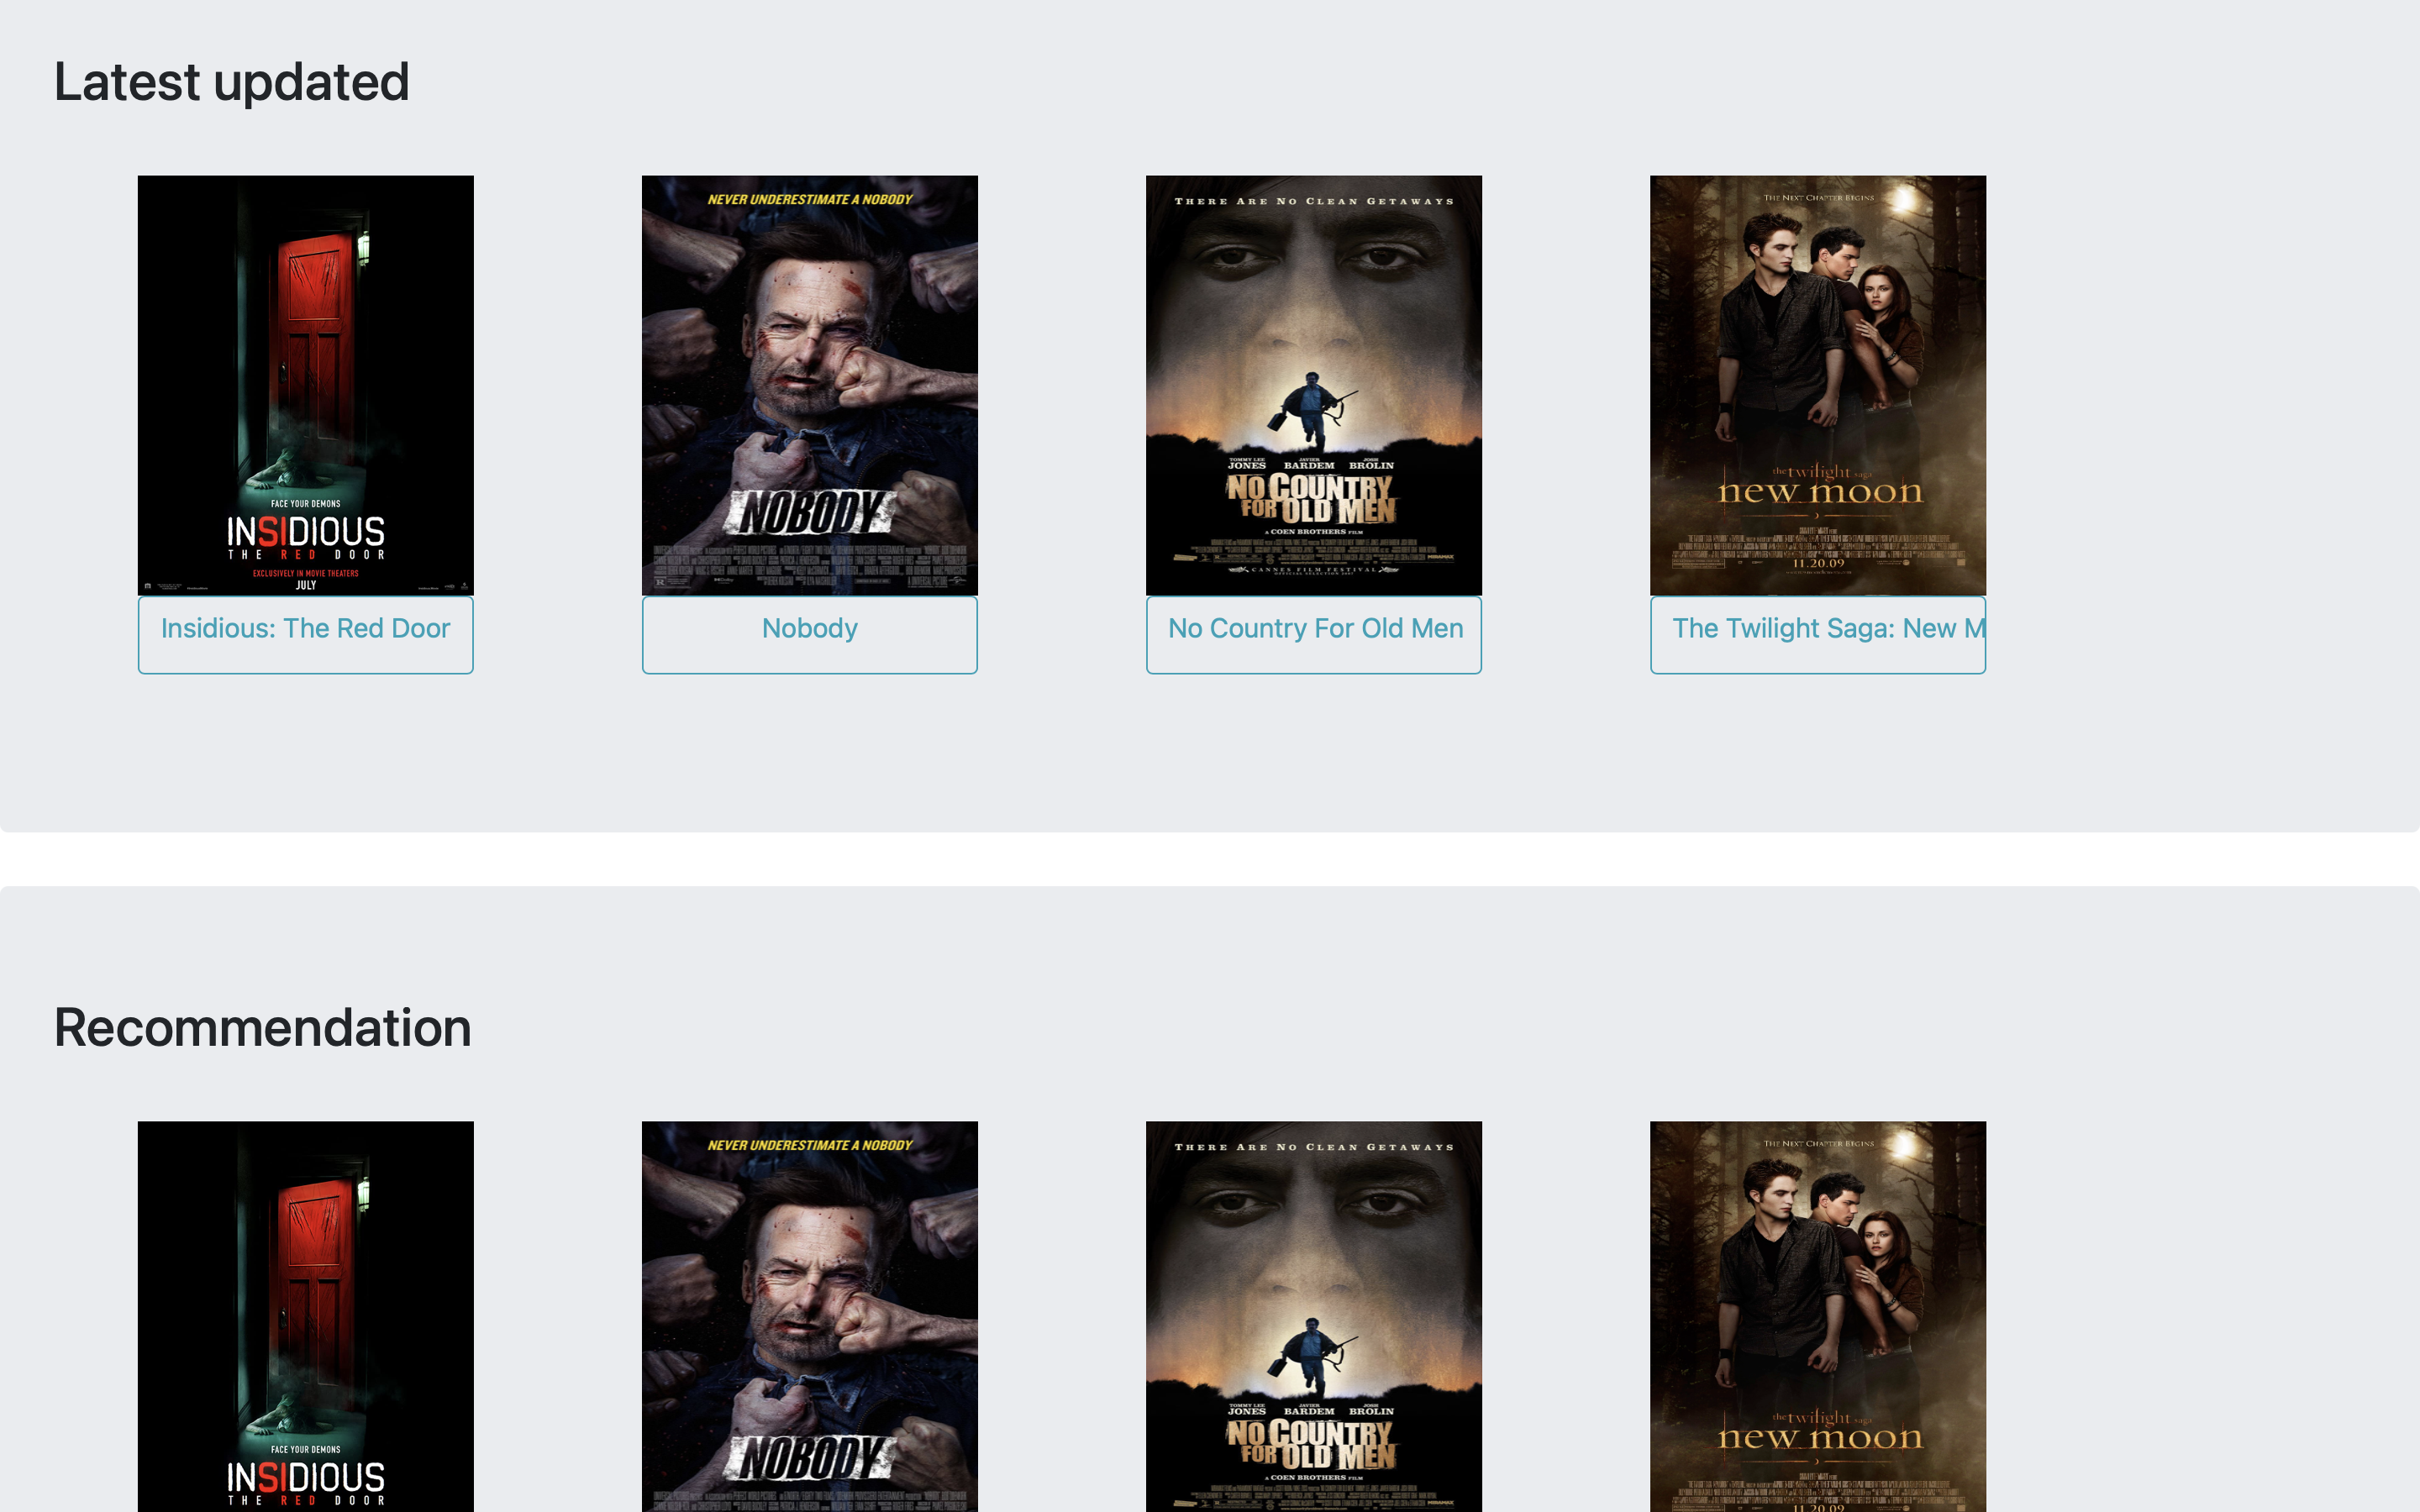 Latest updated
FACE YOUR DEMONS
INSIDIOUS
THE RED DOOR
EXCLUSIVELY IN MOVIE THEATERS
JULY
Insidious: The Red Door
NEVER UNDERESTIMATE A NOBODY
NOBODY
Nobody
THERE ARE NO CLEAN GETAWAYS
TOMMY LEE JONES JAVIER BARDEM JOSH BROLIN
NO COUNTRY
FOR OLD MEN
A COEN BROTHERS FILM
MIRAMAX
CANNES FILM FESTIVAL
OFFICIAL SELECTION 2007
No Country For Old Men
THE NEXT CHAPTER BEGINS
the twilight saga
new moon
11.20.09
The Twilight Saga: New M
Recommendation
FACE YOUR DEMONS
INSIDIOUS
THE RED DOOR
NEVER UNDERESTIMATE A NOBODY
NOBODY
THERE ARE NO CLEAN GETAWAYS
TOMMY LEE JONES JAVIER BARDEM JOSH BROLIN
NO COUNTRY
FOR OLD MEN
A COEN BROTHERS FILM
MIRAMAX
THE NEXT CHAPTER BEGINS
the twilight saga
new moon
11.20.09